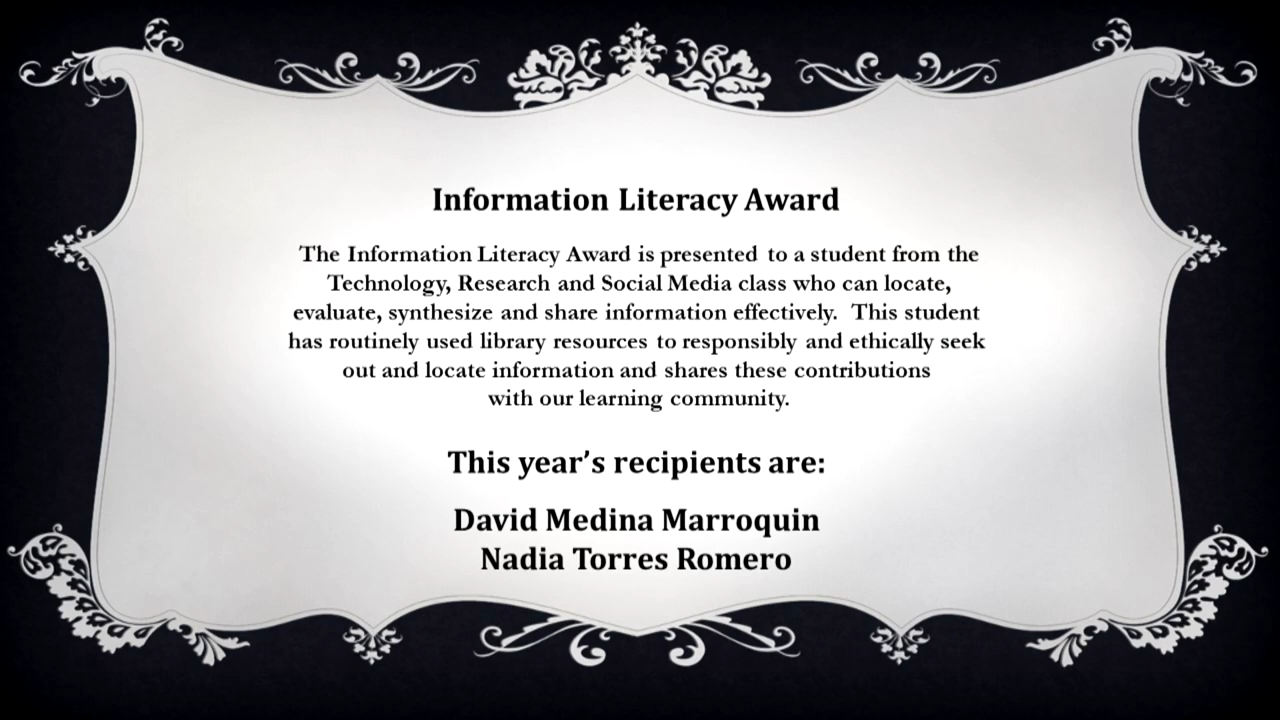 Information Literacy Award
The Information Literacy Award is presented to a student from the
Technology, Research and Social Media class who can locate,
evaluate, synthesize and share information effectively.  This student
has routinely used library resources to responsibly and ethically seek
out and locate information and shares these contributions
with our learning community.
This year’s recipients are:
David Medina Marroquin
Nadia Torres Romero